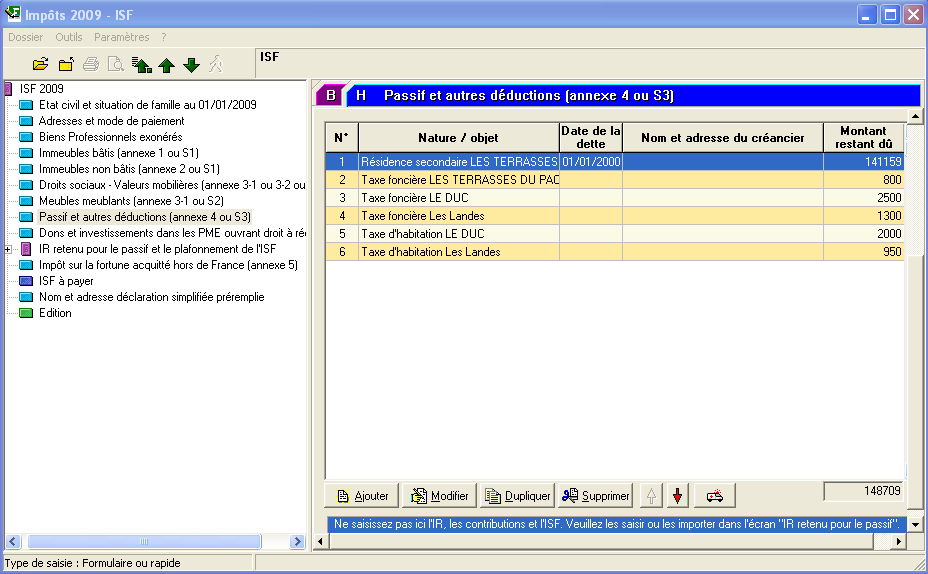 Impôts 2009 - ISF
Dossier Outils Paramètres ?
ISF
ISF 2009
Etat civil et situation de famille au 01/01/2009
Adresses et mode de paiement
Biens Professionnels exonérés
Immeubles bâtis (annexe 1 ou S1)
Immeubles non bâtis (annexe 2 ou S1)
Droits sociaux - Valeurs mobilières (annexe 3-1 ou 3-2 ou
Meubles meublants (annexe 3-1 ou S2)
Passif et autres déductions (annexe 4 ou S3)
Dons et investissements dans les PME ouvrant droit à ré
IR retenu pour le passif et le plafonnement de l'ISF
Impôt sur la fortune acquitté hors de France (annexe 5)
ISF à payer
Nom et adresse déclaration simplifiée préremplie
Edition
B H Passif et autres déductions (annexe 4 ou S3)
N° Nature / objet Date de la dette Nom et adresse du créancier Montant restant dû
1 Résidence secondaire LES TERRASSES 01/01/2000 141159
2 Taxe foncière LES TERRASSES DU PAC 800
3 Taxe foncière LE DUC 2500
4 Taxe foncière Les Landes 1300
5 Taxe d'habitation LE DUC 2000
6 Taxe d'habitation Les Landes 950
Ajouter Modifier Dupliquer Supprimer 148709
Ne saisissez pas ici l'IR, les contributions et l'ISF. Veuillez les saisir ou les importer dans l'écran "IR retenu pour le passif".
Type de saisie : Formulaire ou rapide